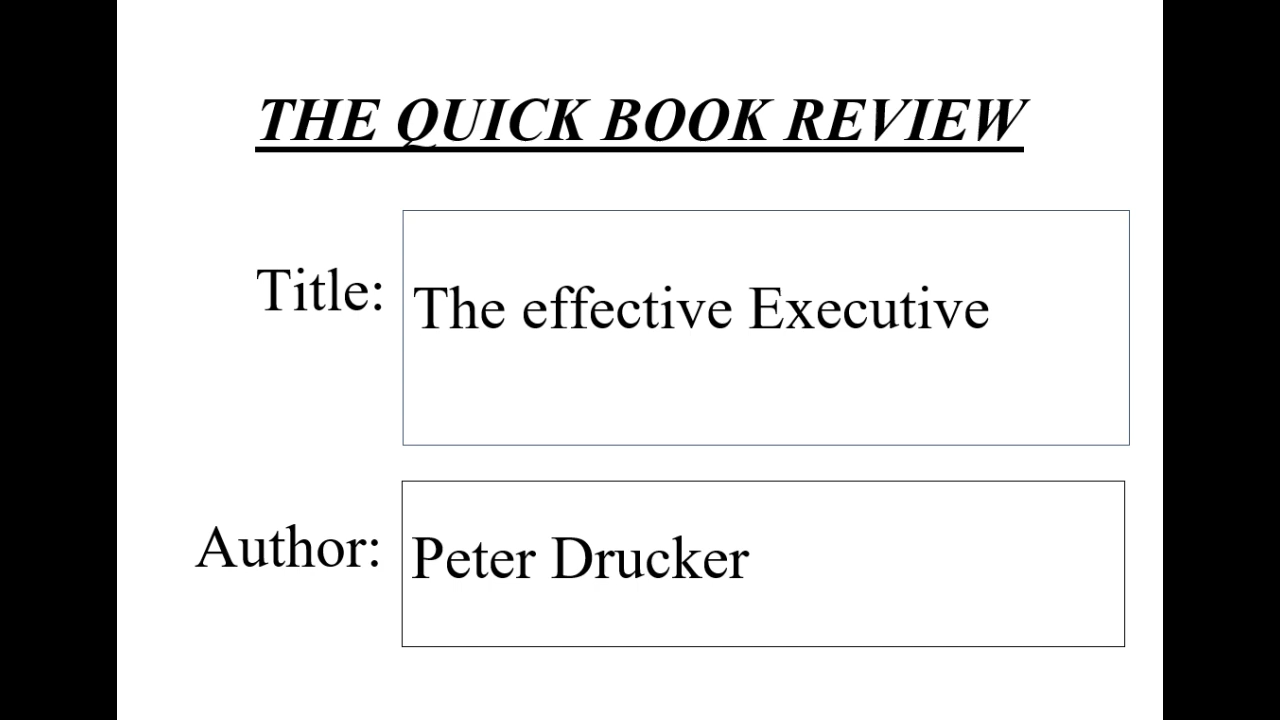 THE QUICK BOOK REVIEW
Title:
The effective Executive
Author:
Peter Drucker